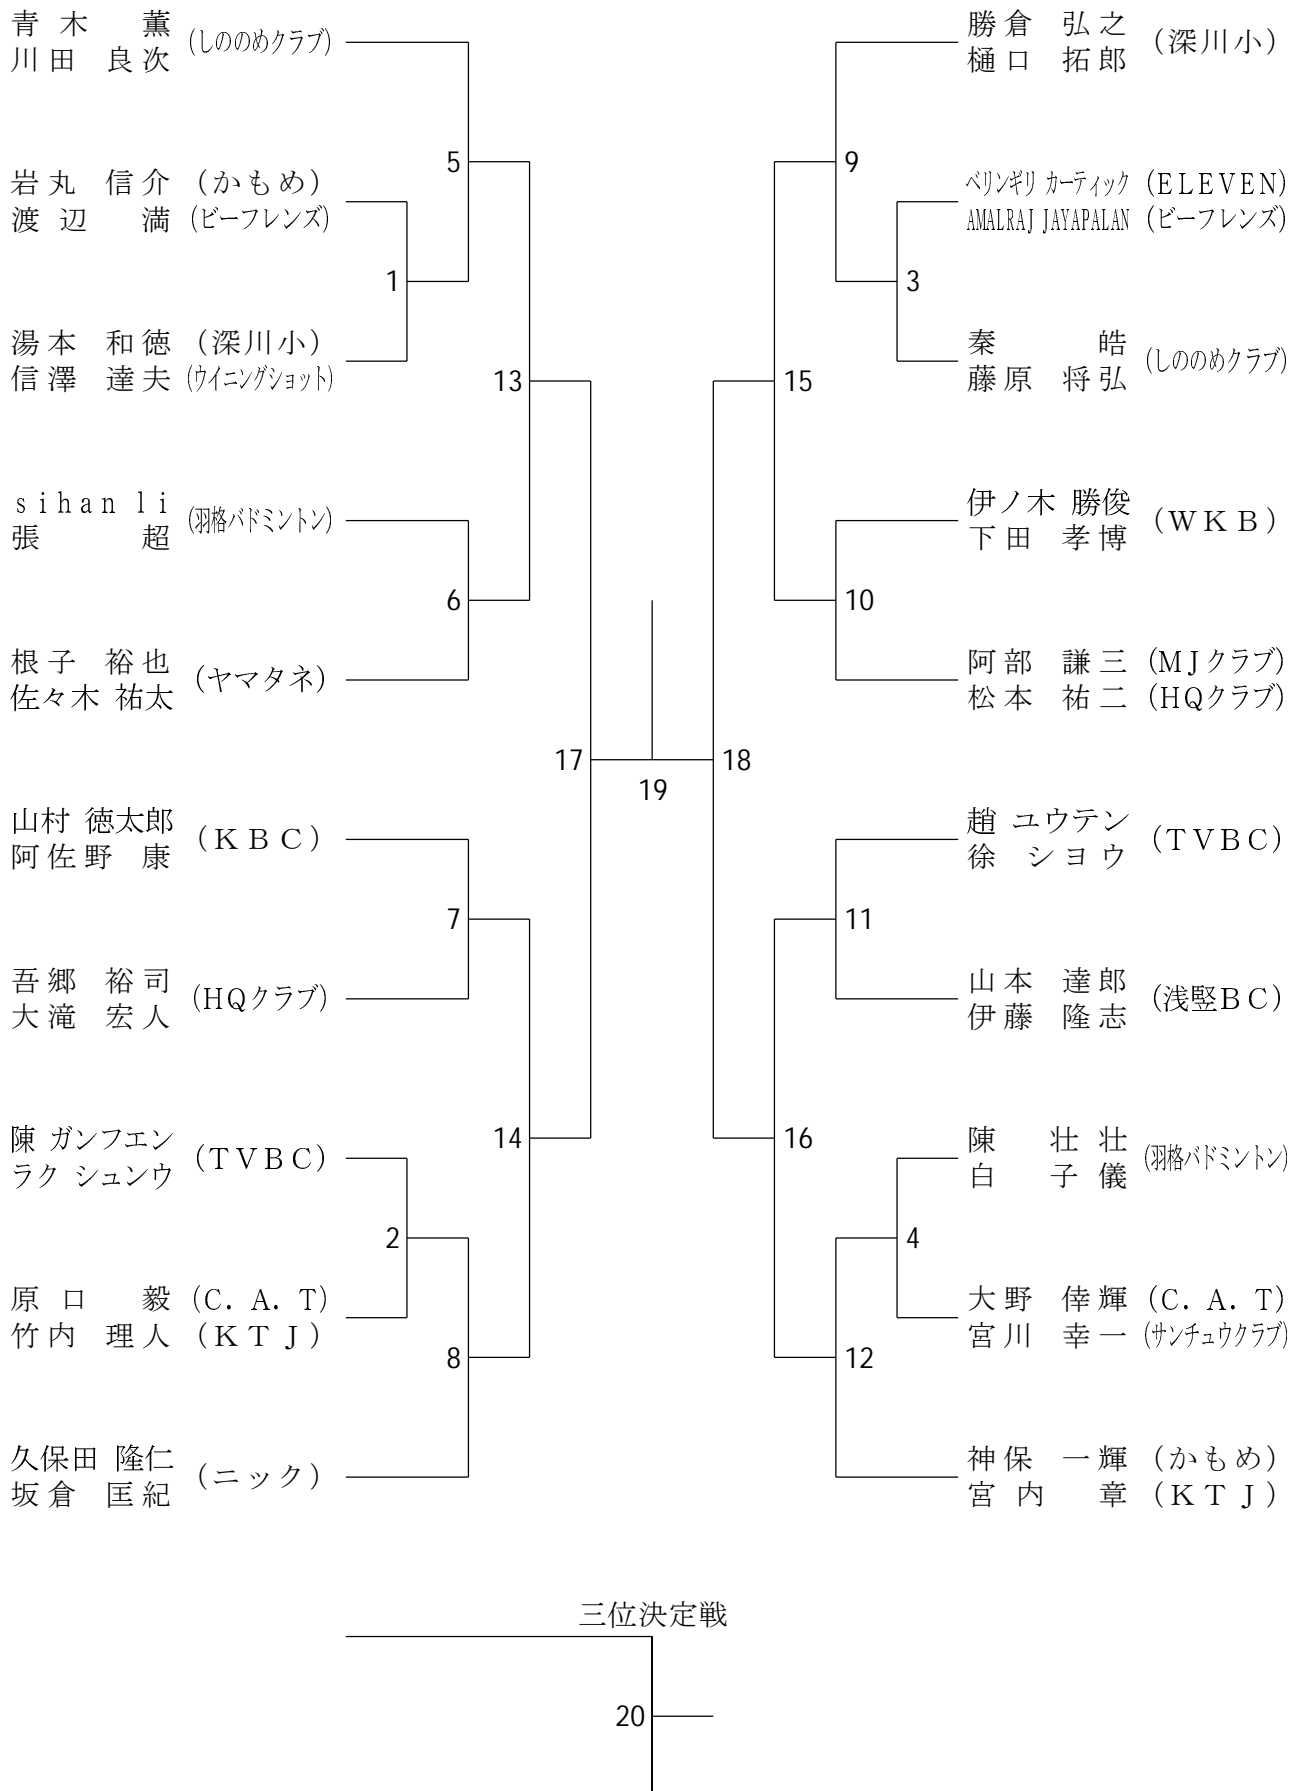 青木 薫 (しののめクラブ)
川田 良次
5
岩丸 信介 (かもめ)
渡辺 満 (ビーフレンズ)
1
湯本 和徳 (深川小)
信澤 達夫 (ウイニングショット)
13
sihan li (羽格バドミントン)
張 超
6
根子 裕也 (ヤマタネ)
佐々木 祐太
17
山村 徳太郎 (KBC)
阿佐野 康
7
吾郷 裕司 (HQクラブ)
大滝 宏人
14
陳 ガンフエン (TVBC)
ラク シュンウ
2
原口 毅 (C.A.T)
竹内 理人 (KTJ)
8
久保田 隆仁 (ニック)
坂倉 匡紀
19
勝倉 弘之 (深川小)
樋口 拓郎
9
ベリンギリ カーティック (ELEVEN)
AMALRAJ JAYAPALAN (ビーフレンズ)
3
秦 皓 (しののめクラブ)
藤原 将弘
15
伊ノ木 勝俊 (WKB)
下田 孝博
10
阿部 謙三 (MJクラブ)
松本 祐二 (HQクラブ)
18
趙 ユウテン (TVBC)
徐 ショウ
11
山本 達郎 (浅竪BC)
伊藤 隆志
16
陳 壮壮 (羽格バドミントン)
白 子儀
4
大野 倖輝 (C.A.T)
宮川 幸一 (サンチュウクラブ)
12
神保 一輝 (かもめ)
宮内 章 (KTJ)
三位決定戦
20